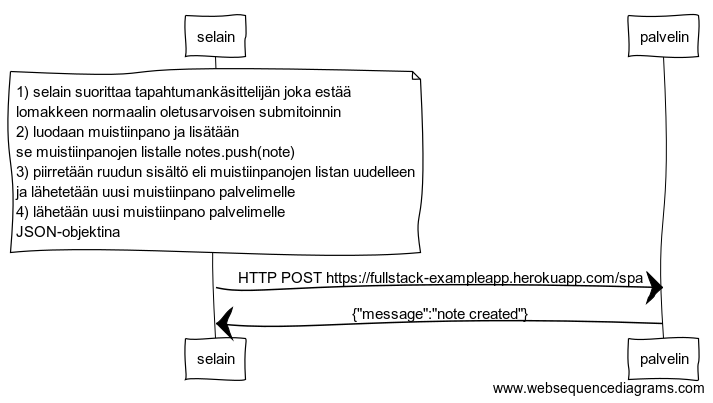 selain
palvelin
1) selain suorittaa tapahtumankäsittelijän joka estää
lomakkeen normaalin oletusarvoisen submitoinnin
2) luodaan muistiinpano ja lisätään
se muistiinpanojen listalle notes.push(note)
3) piirretään ruudun sisältö eli muistiinpanojen listan uudelleen
ja lähetetään uusi muistiinpano palvelimelle
4) lähetään uusi muistiinpano palvelimelle
JSON-objektina
HTTP POST https://fullstack-exampleapp.herokuapp.com/spa
{"message":"note created"}
selain
palvelin
www.websequencediagrams.com